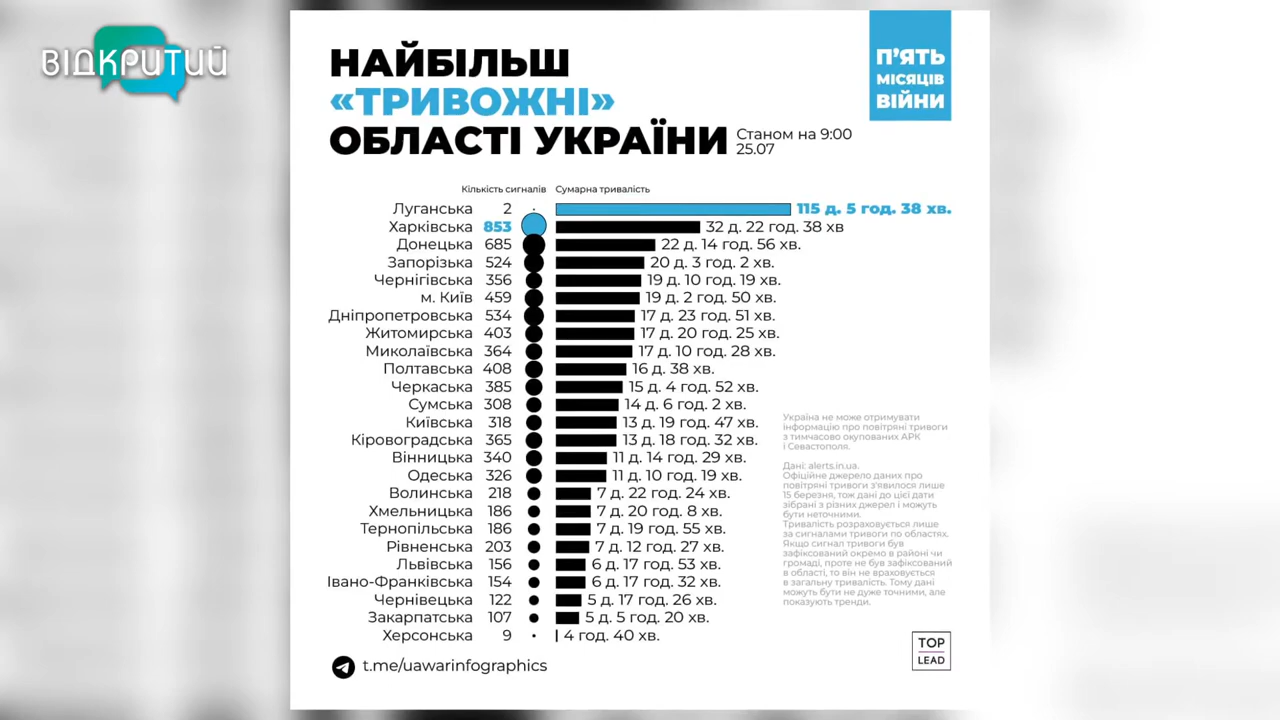 ВІДКРИТИЙ
НАЙБІЛЬШ
«ТРИВОЖНІ»
ОБЛАСТІ УКРАЇНИ
Станом на 9:00
25.07
П'ЯТЬ
МІСЯЦІВ
ВІЙНИ
Кількість сигналів Сумарна тривалість
Луганська 2 115 д. 5 год. 38 хв.
Харківська 853 32 д. 22 год. 38 хв
Донецька 685 22 д. 14 год. 56 хв.
Запорізька 524 20 д. 3 год. 2 хв.
Чернігівська 356 19 д. 10 год. 19 хв.
м. Київ 459 19 д. 2 год. 50 хв.
Дніпропетровська 534 17 д. 23 год. 51 хв.
Житомирська 403 17 д. 20 год. 25 хв.
Миколаївська 364 17 д. 10 год. 28 хв.
Полтавська 408 16 д. 38 хв.
Черкаська 385 15 д. 4 год. 52 хв.
Сумська 308 14 д. 6 год. 2 хв.
Київська 318 13 д. 19 год. 47 хв.
Кіровоградська 365 13 д. 18 год. 32 хв.
Вінницька 340 11 д. 14 год. 29 хв.
Одеська 326 11 д. 10 год. 19 хв.
Волинська 218 7 д. 22 год. 24 хв.
Хмельницька 186 7 д. 20 год. 8 хв.
Тернопільська 186 7 д. 19 год. 55 хв.
Рівненська 203 7 д. 12 год. 27 хв.
Львівська 156 6 д. 17 год. 53 хв.
Івано-Франківська 154 6 д. 17 год. 32 хв.
Чернівецька 122 5 д. 17 год. 26 хв.
Закарпатська 107 5 д. 5 год. 20 хв.
Херсонська 9 4 год. 40 хв.
Україна не може отримувати
інформацію про повітряні тривоги
з тимчасово окупованих АРК
і Севастополя.
Дані: alerts.in.ua.
Офіційне джерело даних про
повітряні тривоги з'явилося лише
15 березня, тож дані до цієї дати
зібрані з різних джерел і можуть
бути неточними.
Тривалість розраховується лише
за сигналами тривоги по областях.
Якщо сигнал тривоги був
зафіксований окремо в районі чи
громаді, проте не був зафіксований
в області, то він не враховується
в загальну тривалість. Тому дані
можуть бути не дуже точними, але
показують тренди.
t.me/uawarinfographics
TOP
LEAD